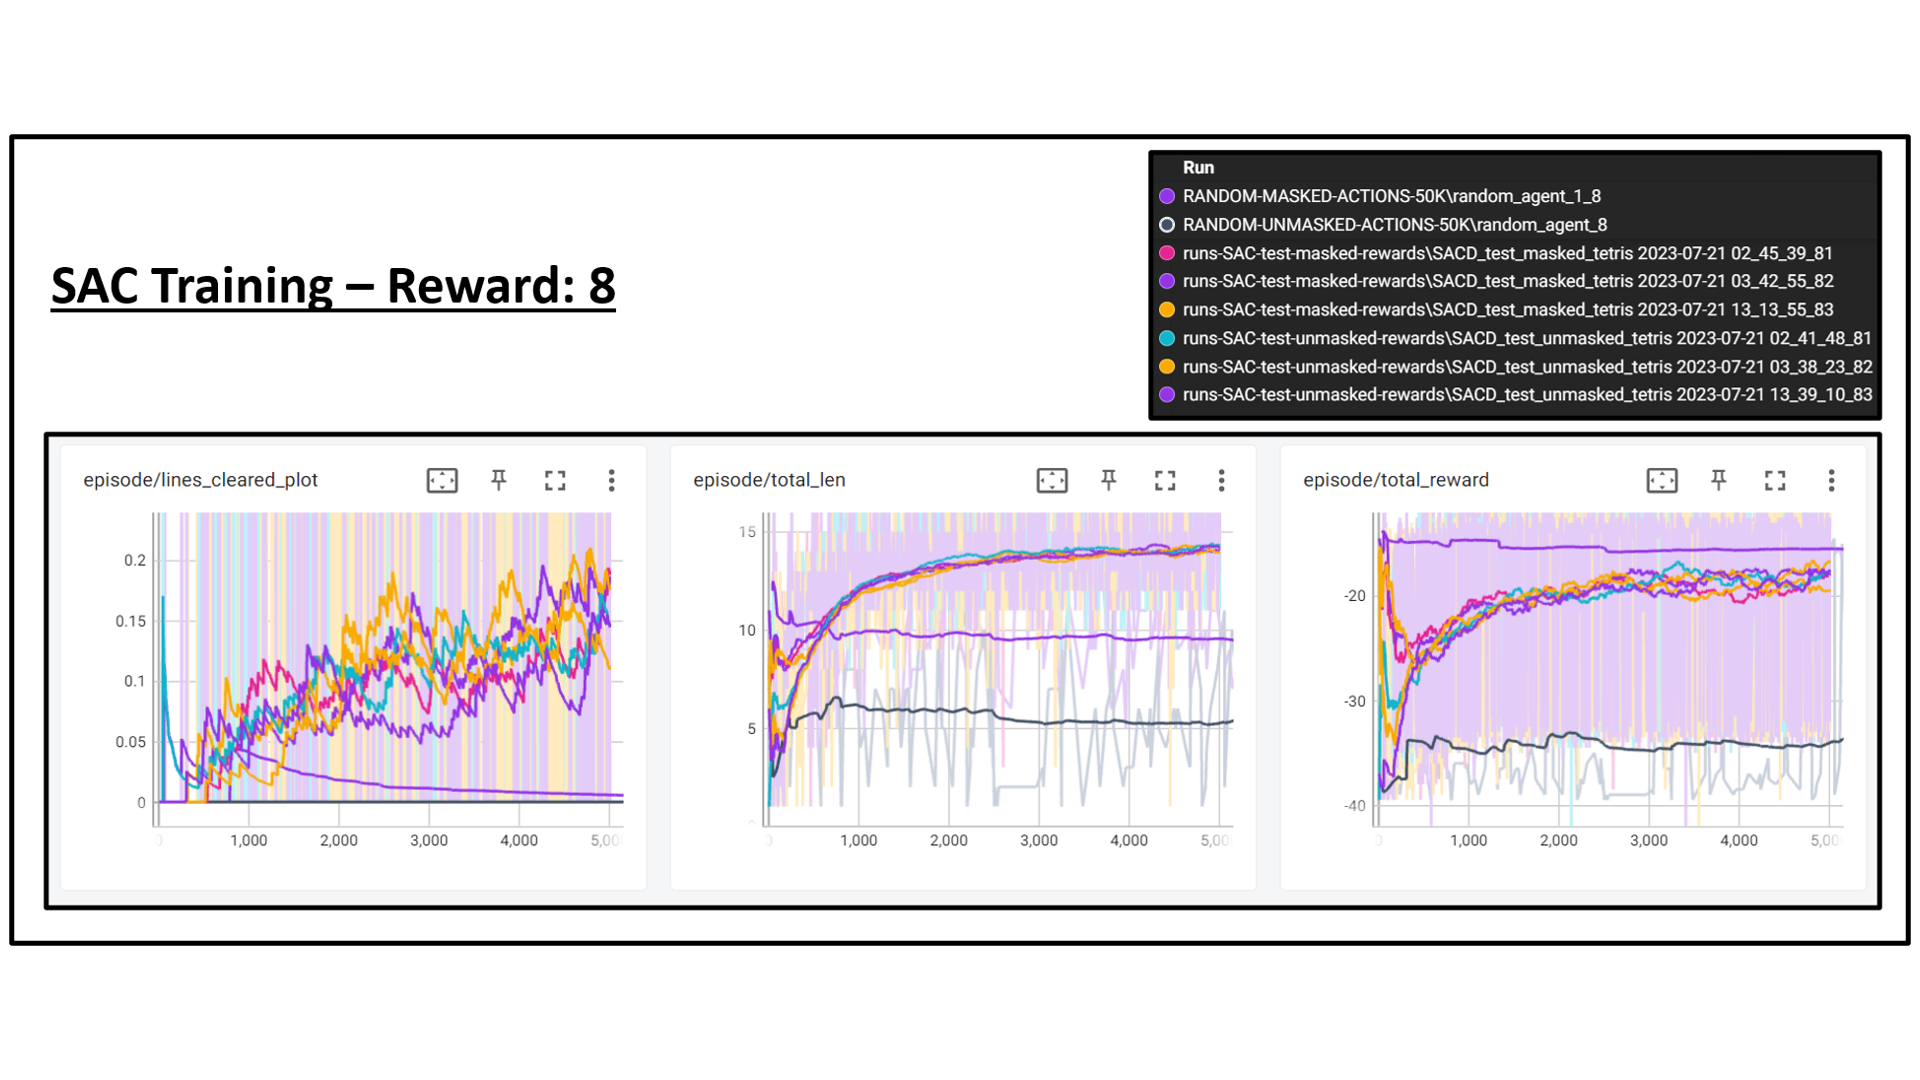 Run
RANDOM-MASKED-ACTIONS-50K\random_agent_1_8
RANDOM-UNMASKED-ACTIONS-50K\random_agent_8
runs-SAC-test-masked-rewards\SACD_test_masked_tetris 2023-07-21 02_45_39_81
runs-SAC-test-masked-rewards\SACD_test_masked_tetris 2023-07-21 03_42_55_82
runs-SAC-test-masked-rewards\SACD_test_masked_tetris 2023-07-21 13_13_55_83
runs-SAC-test-unmasked-rewards\SACD_test_unmasked_tetris 2023-07-21 02_41_48_81
runs-SAC-test-unmasked-rewards\SACD_test_unmasked_tetris 2023-07-21 03_38_23_82
runs-SAC-test-unmasked-rewards\SACD_test_unmasked_tetris 2023-07-21 13_39_10_83
SAC Training – Reward: 8
episode/lines_cleared_plot
0.2
0.15
0.1
0.05
0
0 1,000 2,000 3,000 4,000
episode/total_len
15
10
5
0
0 1,000 2,000 3,000 4,000
episode/total_reward
-20
-30
-40
0 1,000 2,000 3,000 4,000